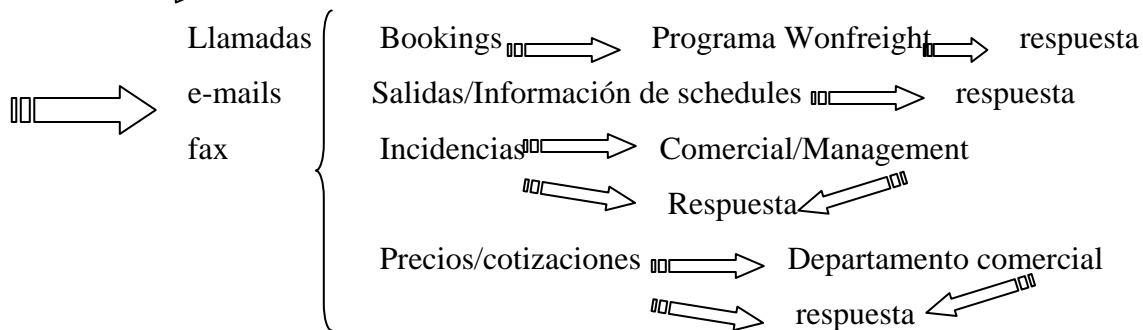 Llamadas Bookings Programa Wonfreight respuesta
e-mails Salidas/Información de schedules respuesta
fax Incidencias Comercial/Management
Respuesta
Precios/cotizaciones Departamento comercial
respuesta